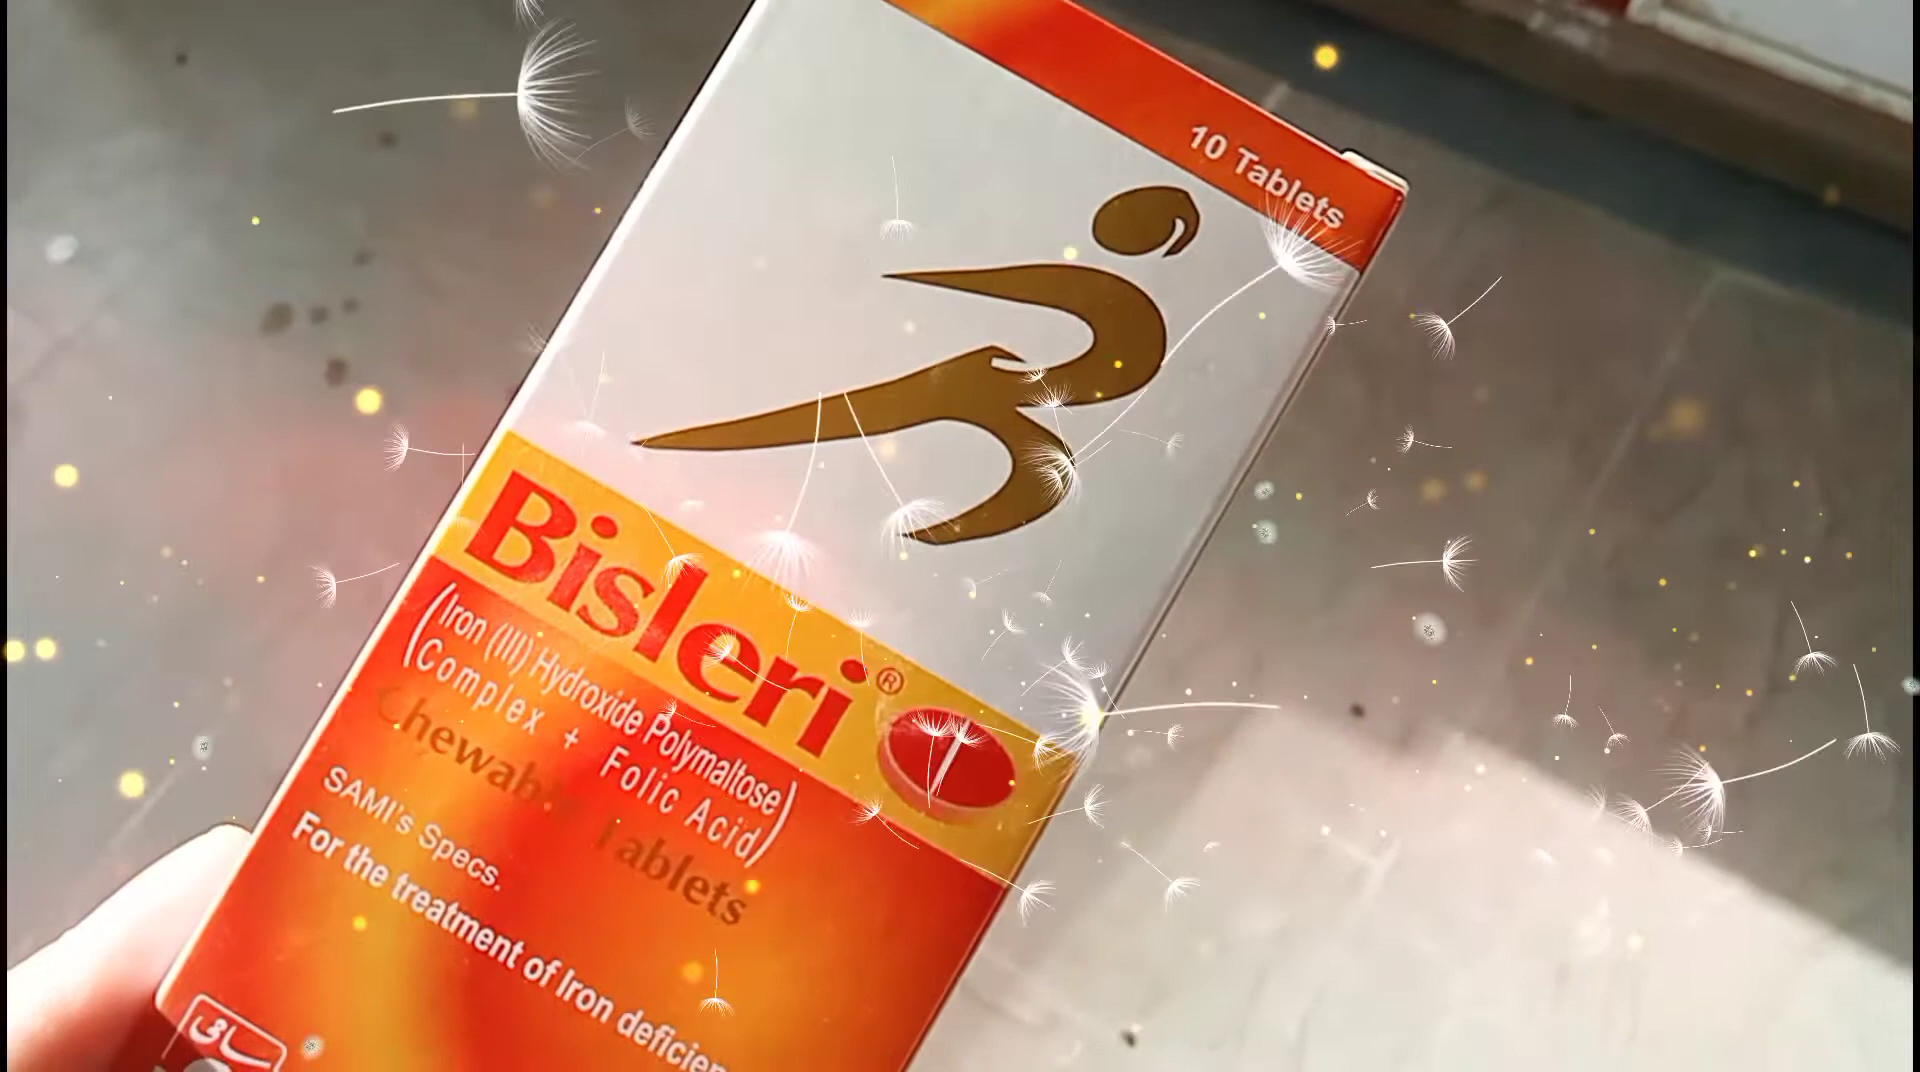 10 Tablets
Bisleri®
(Iron (III) Hydroxide Polymaltose
Complex + Folic Acid)
Chewable Tablets
SAMI's Specs.
For the treatment of Iron
سامی